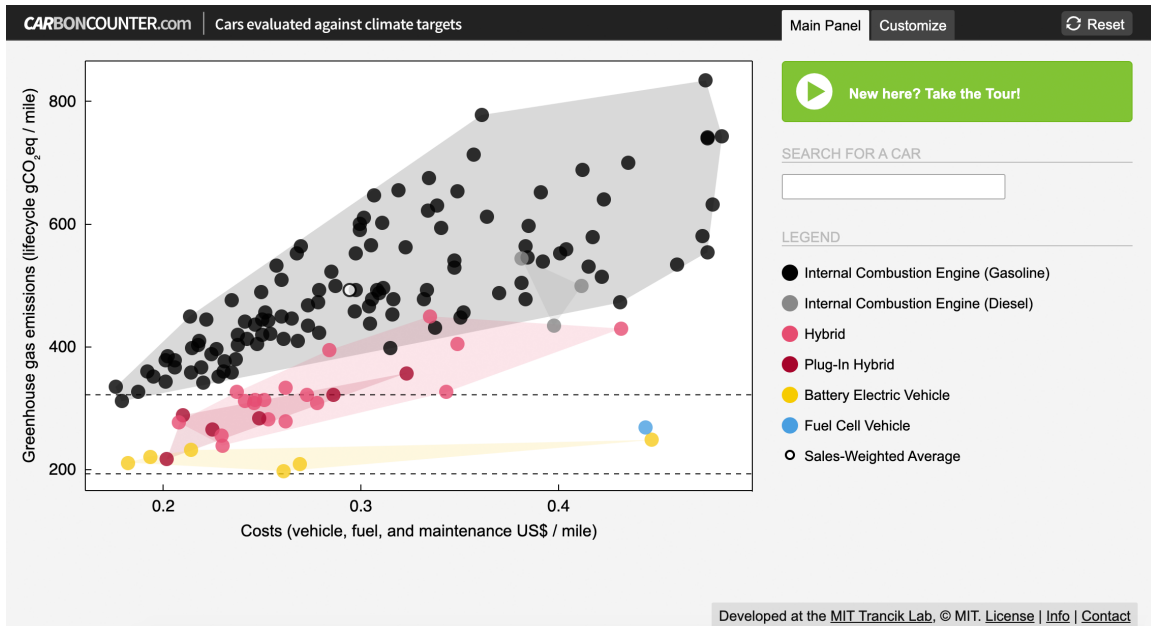 CARBONCOUNTER.com | Cars evaluated against climate targets
Main Panel
Customize
Reset
New here? Take the Tour!
SEARCH FOR A CAR
LEGEND
Internal Combustion Engine (Gasoline)
Internal Combustion Engine (Diesel)
Hybrid
Plug-In Hybrid
Battery Electric Vehicle
Fuel Cell Vehicle
Sales-Weighted Average
Greenhouse gas emissions (lifecycle gCO₂eq / mile)
800
600
400
200
0.2
0.3
0.4
Costs (vehicle, fuel, and maintenance US$ / mile)
Developed at the MIT Trancik Lab, © MIT. License | Info | Contact